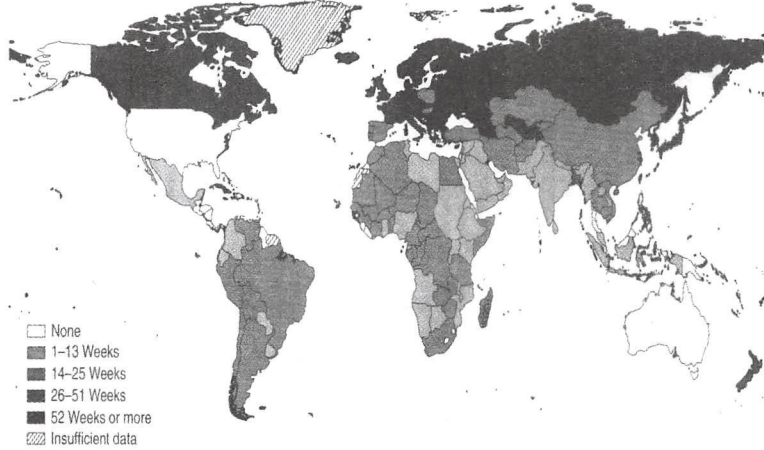 None
1–13 Weeks
14–25 Weeks
26–51 Weeks
52 Weeks or more
Insufficient data